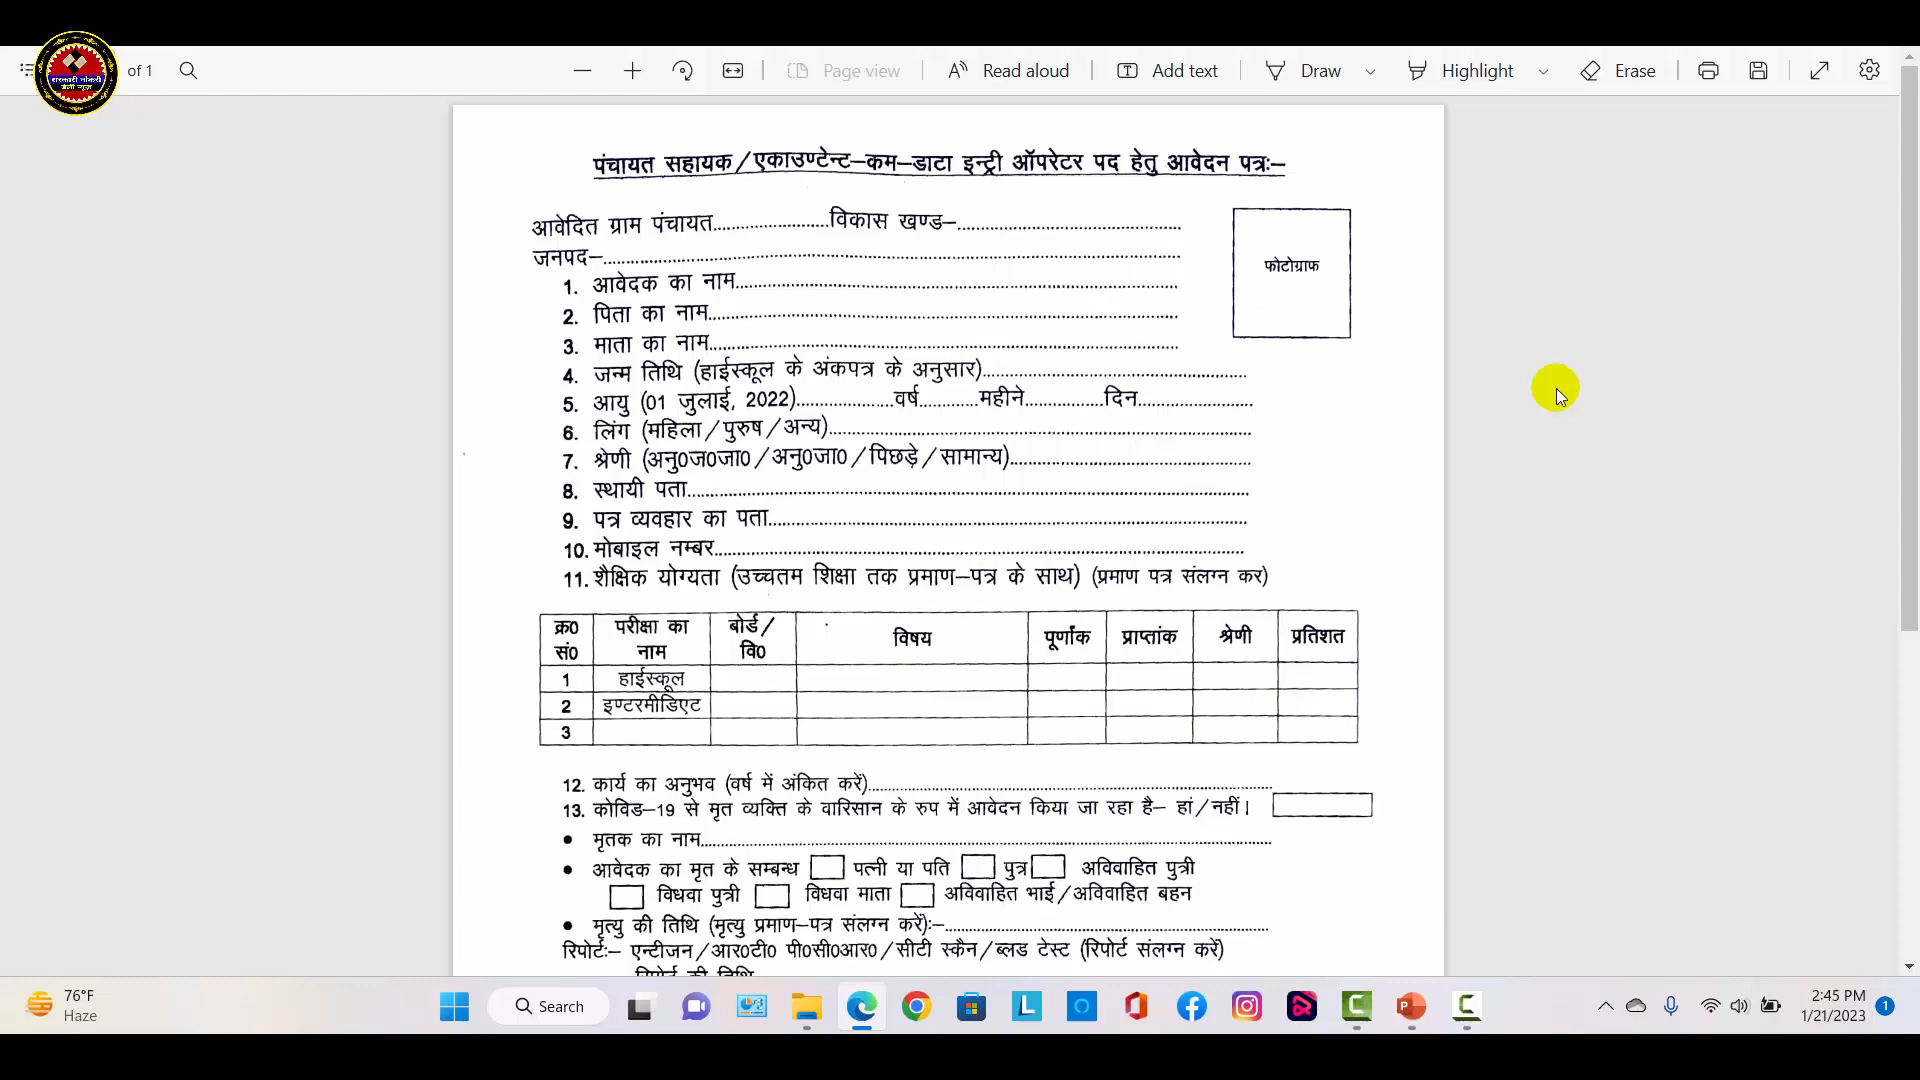 सरकारी नौकरी
of 1
Page view
Read aloud
Add text
Draw
Highlight
Erase
पंचायत सहायक/एकाउण्टेन्ट–कम–डाटा इन्ट्री ऑपरेटर पद हेतु आवेदन पत्रः–
आवेदित ग्राम पंचायत....................विकास खण्ड–....................
जनपद–....................
फोटोग्राफ
1. आवेदक का नाम....................
2. पिता का नाम....................
3. माता का नाम....................
4. जन्म तिथि (हाईस्कूल के अंकपत्र के अनुसार)....................
5. आयु (01 जुलाई, 2022)....................वर्ष..........महीने.............दिन....................
6. लिंग (महिला/पुरुष/अन्य)....................
7. श्रेणी (अनु0ज0जा0/अनु0जा0/पिछड़े/सामान्य)....................
8. स्थायी पता....................
9. पत्र व्यवहार का पता....................
10. मोबाइल नम्बर....................
11. शैक्षिक योग्यता (उच्चतम शिक्षा तक प्रमाण–पत्र के साथ) (प्रमाण पत्र संलग्न कर)
क्र0 सं0 परीक्षा का नाम बोर्ड/ वि0 विषय पूर्णांक प्राप्तांक श्रेणी प्रतिशत
1 हाईस्कूल
2 इण्टरमीडिएट
3
12. कार्य का अनुभव (वर्ष में अंकित करें)....................
13. कोविड–19 से मृत व्यक्ति के वारिसान के रुप में आवेदन किया जा रहा है– हां/नहीं।
• मृतक का नाम....................
• आवेदक का मृत के सम्बन्ध पत्नी या पति पुत्र अविवाहित पुत्री
विधवा पुत्री विधवा माता अविवाहित भाई/अविवाहित बहन
• मृत्यु की तिथि (मृत्यु प्रमाण–पत्र संलग्न करें):–....................
रिपोर्टः– एन्टीजन/आर0टी0 पी0सी0आर0/सीटी स्कैन/ब्लड टेस्ट (रिपोर्ट संलग्न करें)
76°F
Haze
Search
2:45 PM
1/21/2023
1